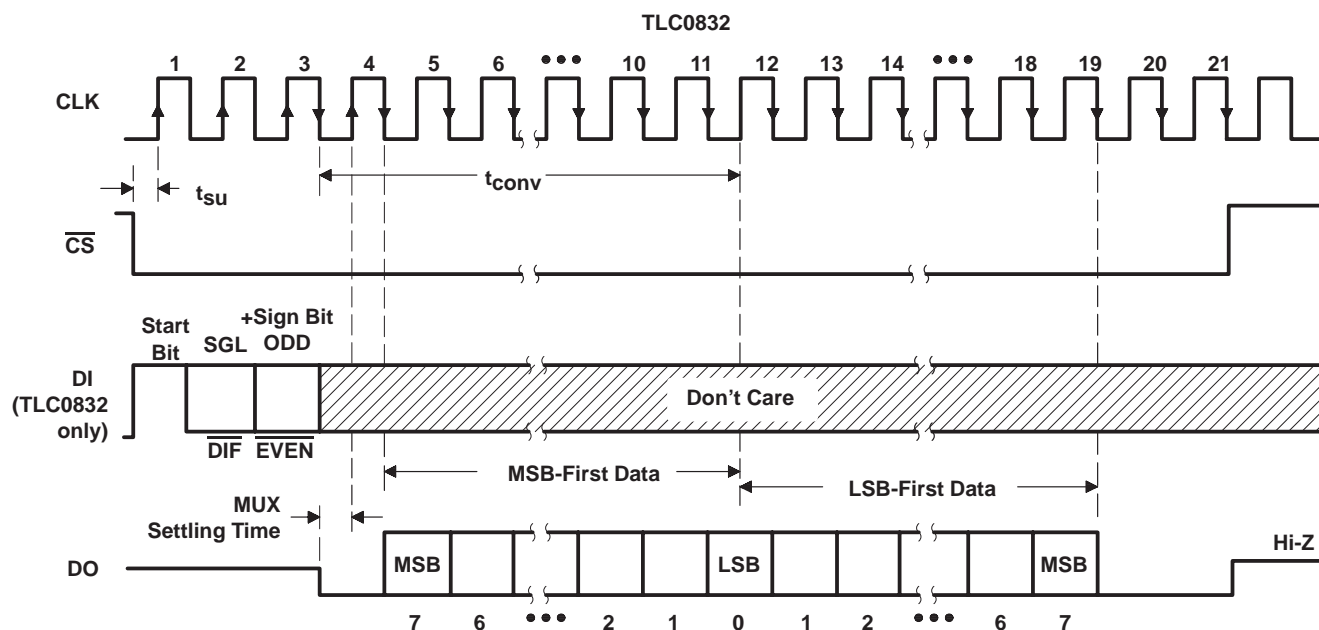 TLC0832
1 2 3 4 5 6 ••• 10 11 12 13 14 ••• 18 19 20 21
CLK
tsu
tconv
CS
+Sign Bit
Start
Bit
SGL
ODD
DI
(TLC0832
only)
Don't Care
DIF
EVEN
MSB-First Data
LSB-First Data
MUX
Settling Time
Hi-Z
DO
MSB
LSB
MSB
7 6 ••• 2 1 0 1 2 ••• 6 7